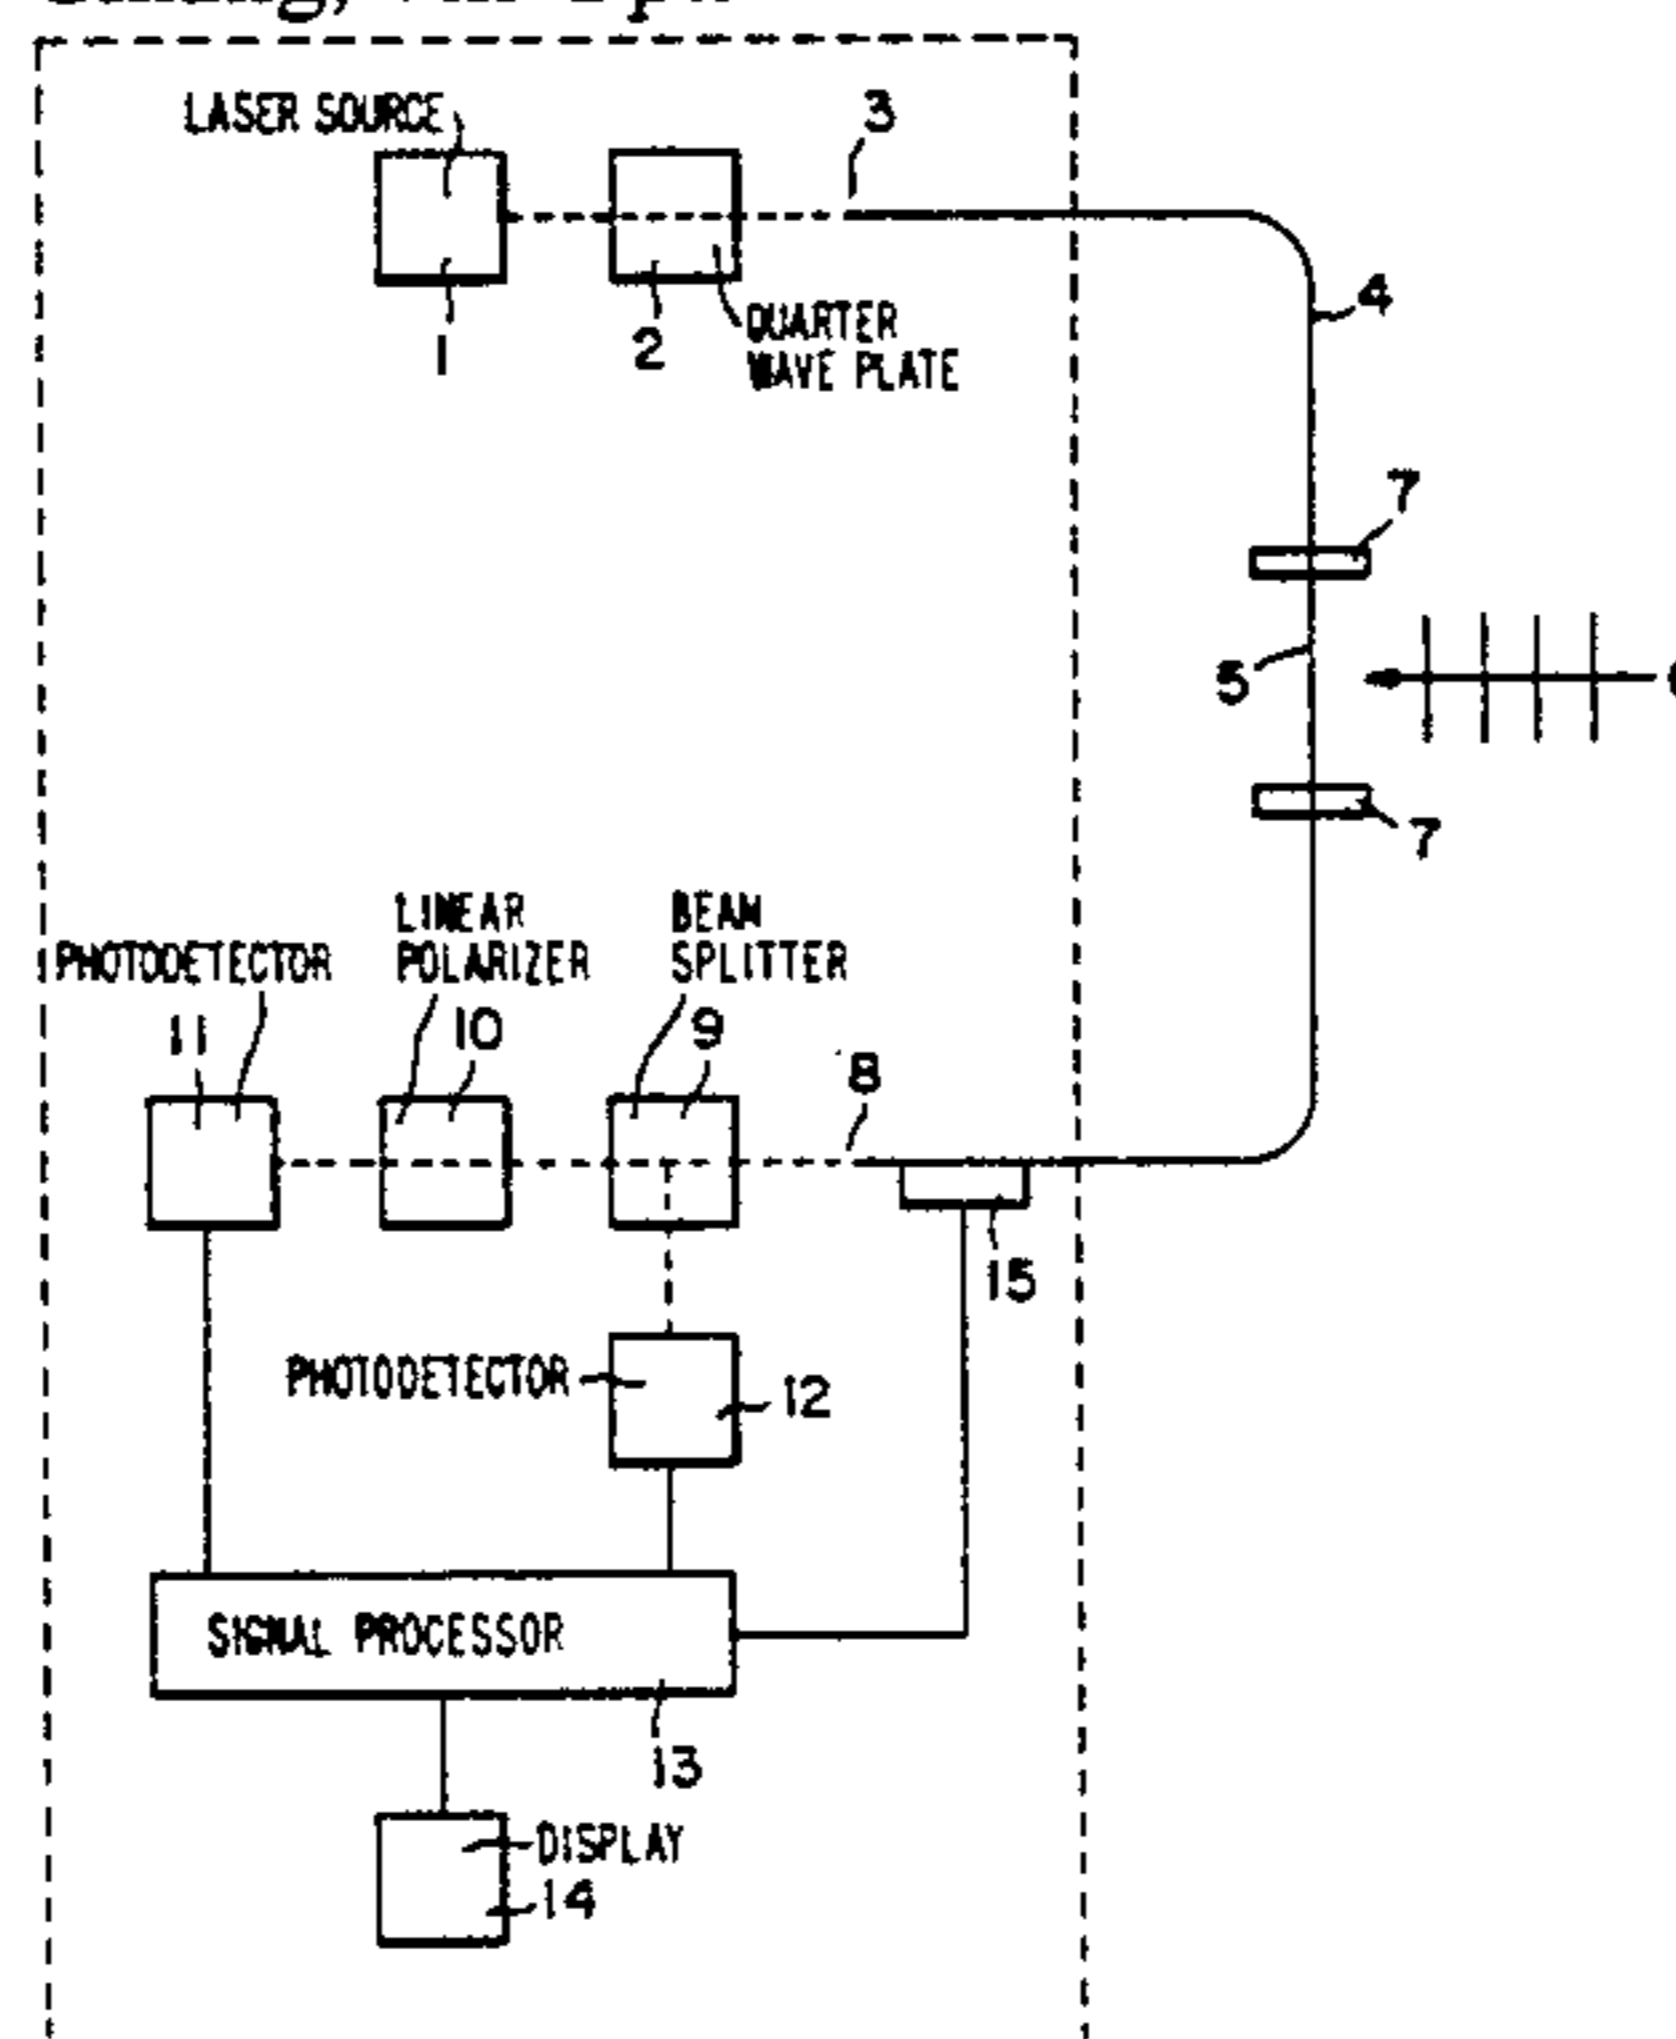 LASER SOURCE
3
1
2
QUARTER
WAVE PLATE
4
7
5
7
LINEAR
POLARIZER
BEAM
SPLITTER
PHOTODETECTOR
11
10
9
8
15
PHOTODETECTOR
12
SIGNAL PROCESSOR
13
DISPLAY
14